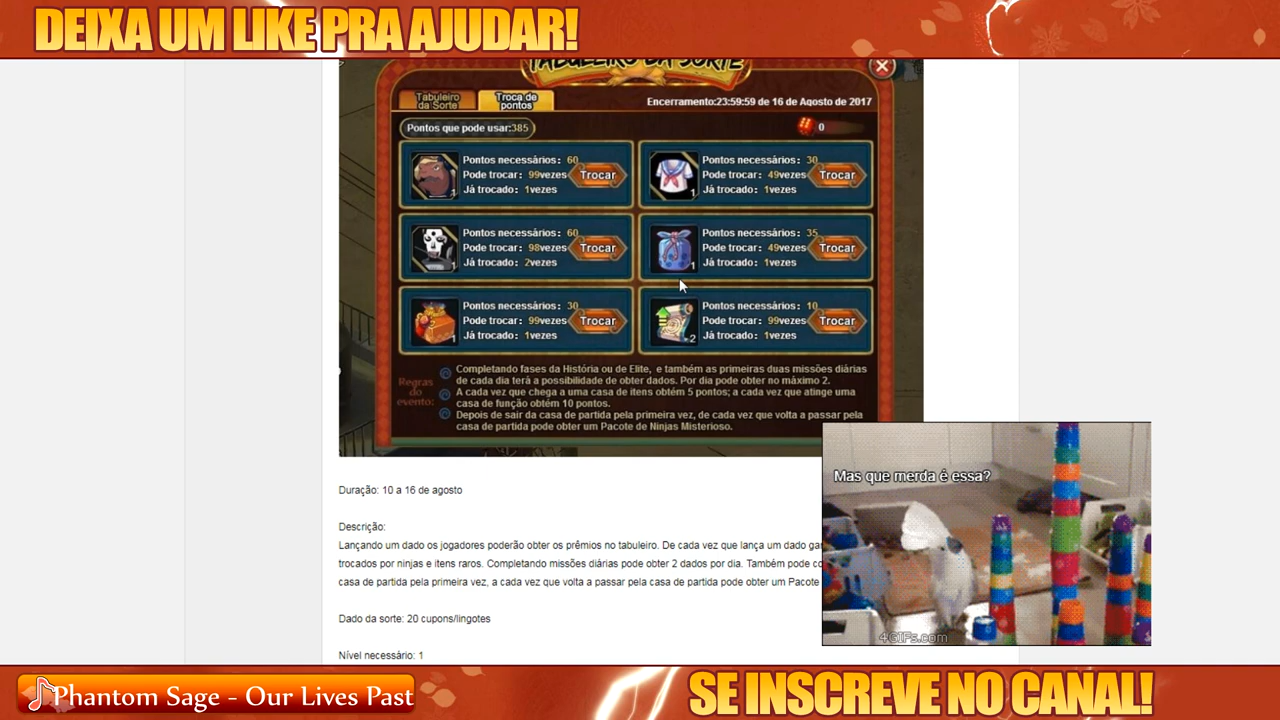 DEIXA UM LIKE PRA AJUDAR!
TABULEIRO DA SORTE
Tabuleiro da Sorte
Troca de pontos
Encerramento:23:59:59 de 16 de Agosto de 2017
Pontos que pode usar:385
0
Pontos necessários: 60
Pode trocar: 99vezes
Já trocado: 1vezes
1
Trocar
Pontos necessários: 30
Pode trocar: 49vezes
Já trocado: 1vezes
1
Trocar
Pontos necessários: 60
Pode trocar: 98vezes
Já trocado: 2vezes
1
Trocar
Pontos necessários: 35
Pode trocar: 49vezes
Já trocado: 1vezes
1
Trocar
Pontos necessários: 30
Pode trocar: 99vezes
Já trocado: 1vezes
1
Trocar
Pontos necessários: 10
Pode trocar: 99vezes
Já trocado: 1vezes
2
Trocar
Regras do evento:
Completando fases da História ou de Elite, e também as primeiras duas missões diárias
de cada dia terá a possibilidade de obter dados. Por dia pode obter no máximo 2.
A cada vez que chega a uma casa de itens obtém 5 pontos; a cada vez que atinge uma
casa de função obtém 10 pontos.
Depois de sair da casa de partida pela primeira vez, de cada vez que volta a passar pela
casa de partida pode obter um Pacote de Ninjas Misterioso.
Mas que merda é essa?
4GIFs.com
Duração: 10 a 16 de agosto
Descrição:
Lançando um dado os jogadores poderão obter os prêmios no tabuleiro. De cada vez que lança um dado
trocados por ninjas e itens raros. Completando missões diárias pode obter 2 dados por dia. Também pode
casa de partida pela primeira vez, a cada vez que volta a passar pela casa de partida pode obter um Pacote
Dado da sorte: 20 cupons/lingotes
Nível necessário: 1
Phantom Sage - Our Lives Past
SE INSCREVE NO CANAL!